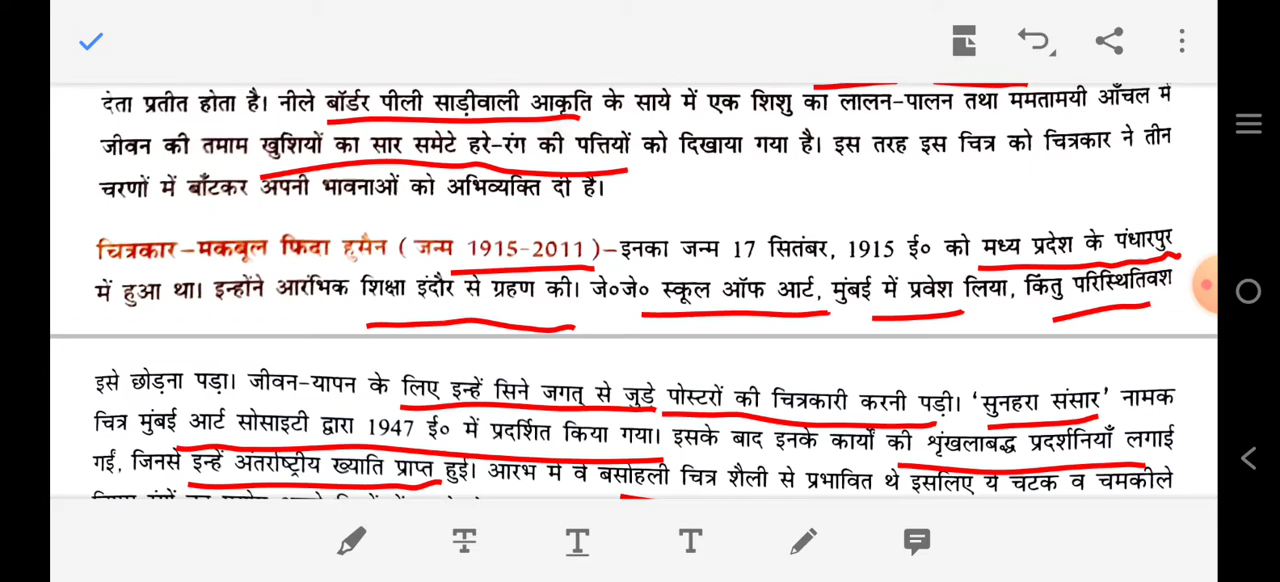 देता प्रतीत होता है। नीले बॉर्डर पीली साड़ीवाली आकृति के साये में एक शिशु का लालन-पालन तथा ममतामयी आँचल में
जीवन की तमाम खुशियों का सार समेटे हरे-रंग की पत्तियों को दिखाया गया है। इस तरह इस चित्र को चित्रकार ने तीन
चरणों में बाँटकर अपनी भावनाओं को अभिव्यक्ति दी है।
चित्रकार-मकबूल फिदा हुसैन (जन्म 1915-2011)-इनका जन्म 17 सितंबर, 1915 ई० को मध्य प्रदेश के पंधारपुर
में हुआ था। इन्होंने आरंभिक शिक्षा इंदौर से ग्रहण की। जे०जे० स्कूल ऑफ आर्ट, मुंबई में प्रवेश लिया, किंतु परिस्थितिवश
इसे छोड़ना पड़ा। जीवन-यापन के लिए इन्हें सिने जगत् से जुड़े पोस्टरों की चित्रकारी करनी पड़ी। 'सुनहरा संसार' नामक
चित्र मुंबई आर्ट सोसाइटी द्वारा 1947 ई० में प्रदर्शित किया गया। इसके बाद इनके कार्यों की शृंखलाबद्ध प्रदर्शनियाँ लगाई
गईं, जिनसे इन्हें अंतर्राष्ट्रीय ख्याति प्राप्त हुई। आरंभ में वे बसोहली चित्र शैली से प्रभावित थे इसलिए ये चटक व चमकीले